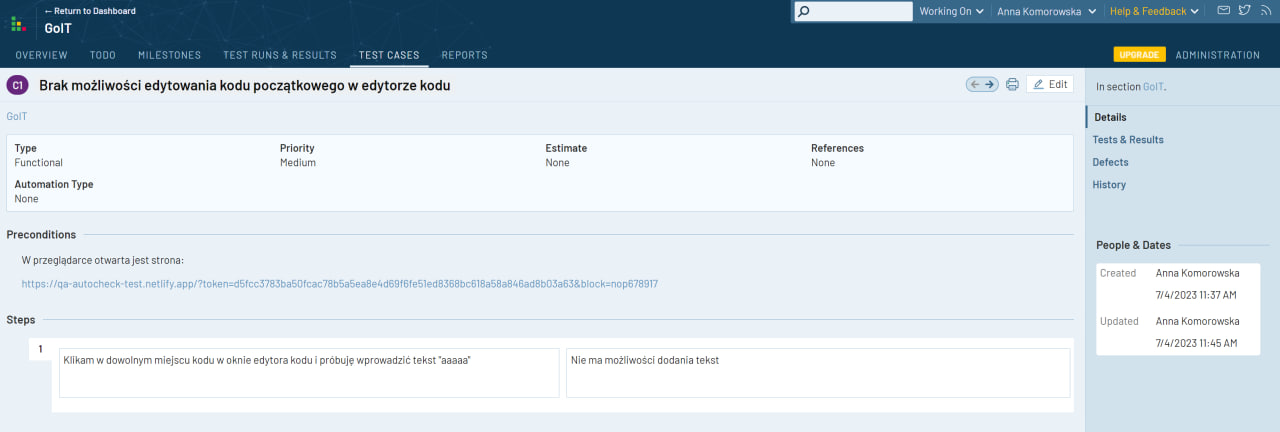 ← Return to Dashboard
GoIT
Working On
Anna Komorowska
Help & Feedback
OVERVIEW
TODO
MILESTONES
TEST RUNS & RESULTS
TEST CASES
REPORTS
UPGRADE
ADMINISTRATION
C1
Brak możliwości edytowania kodu początkowego w edytorze kodu
Edit
GoIT
Type
Functional
Priority
Medium
Estimate
None
References
None
Automation Type
None
Preconditions
W przeglądarce otwarta jest strona:
https://qa-autocheck-test.netlify.app/?token=d5fcc3783ba50fcac78b5a5ea8e4d69f6fe51ed8368bc618a58a846ad8b03a63&block=nop678917
Steps
1
Klikam w dowolnym miejscu kodu w oknie edytora kodu i próbuję wprowadzić tekst "aaaaa"
Nie ma możliwości dodania tekst
In section GoIT.
Details
Tests & Results
Defects
History
People & Dates
Created
Anna Komorowska
7/4/2023 11:37 AM
Updated
Anna Komorowska
7/4/2023 11:45 AM